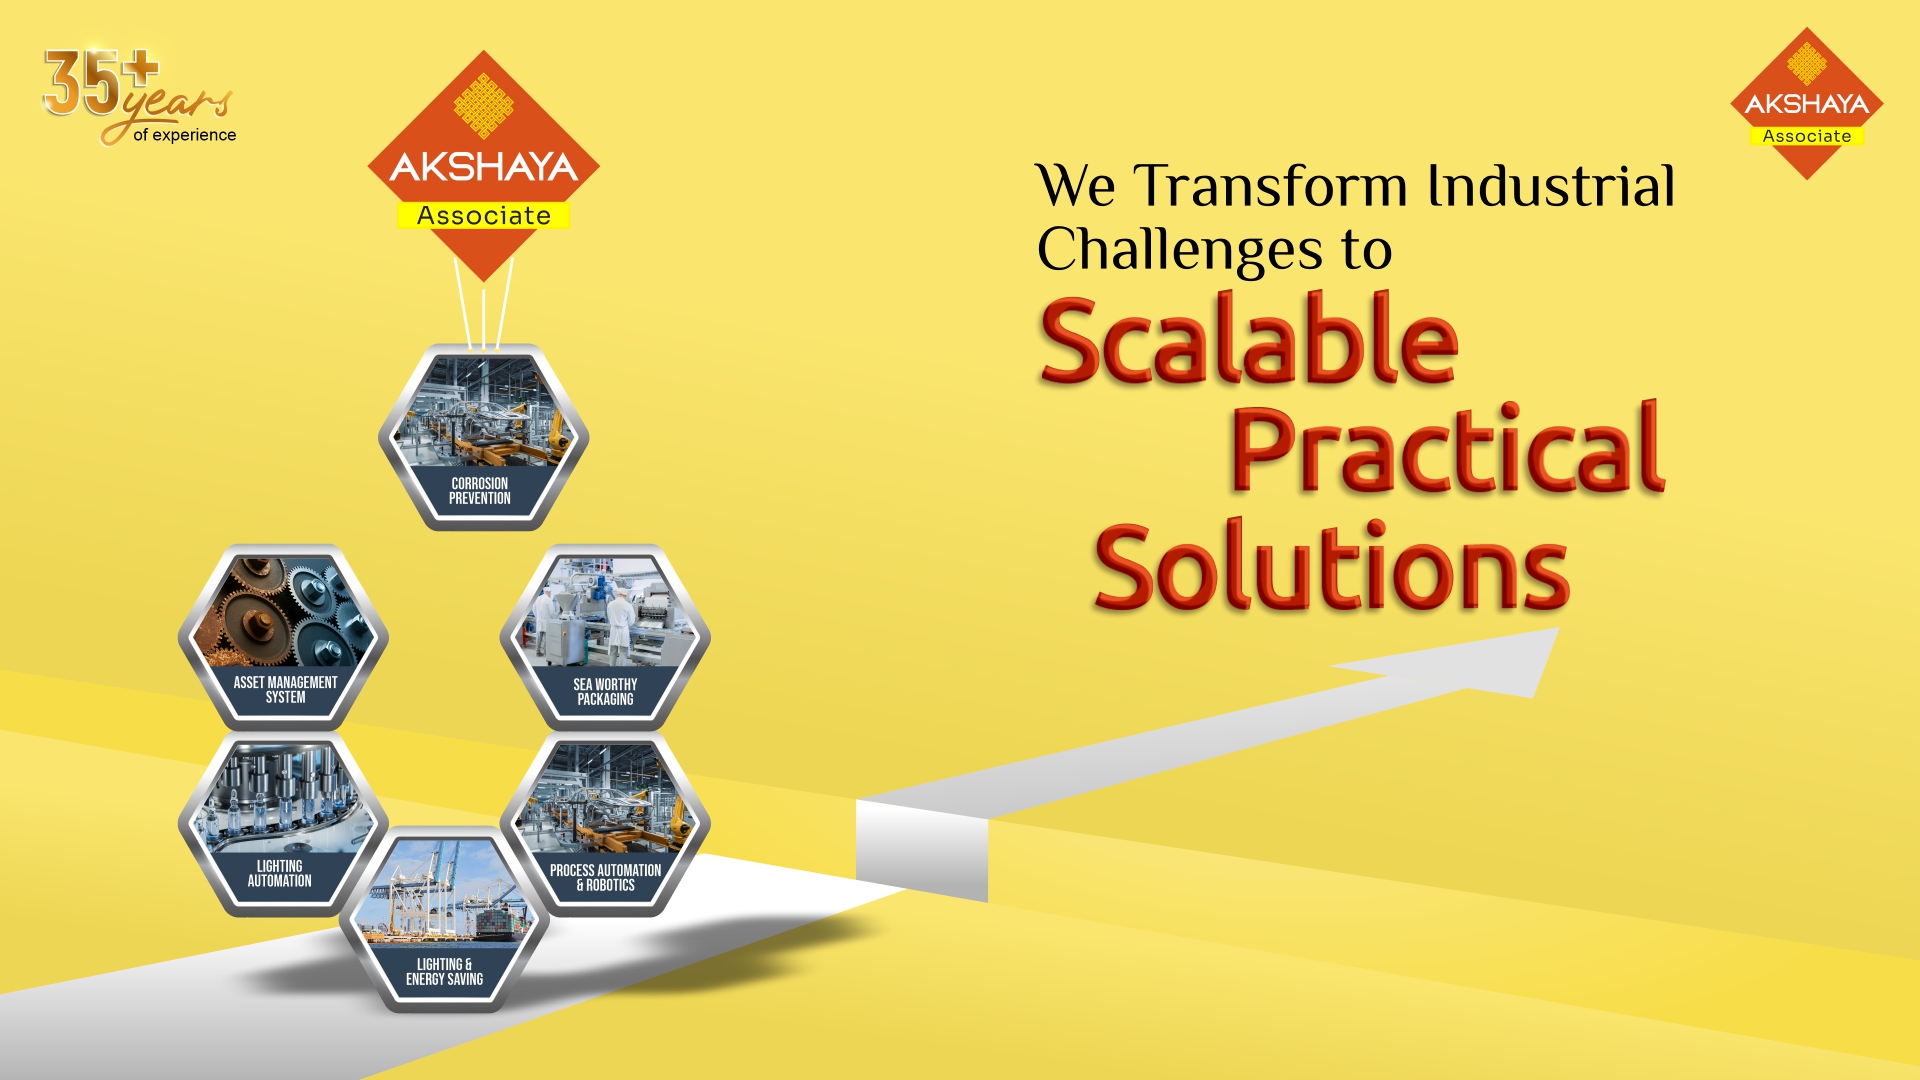 35+ years
of experience
AKSHAYA
Associate
AKSHAYA
Associate
We Transform Industrial
Challenges to
Scalable
Practical
Solutions
CORROSION
PREVENTION
ASSET MANAGEMENT
SYSTEM
SEA WORTHY
PACKAGING
LIGHTING
AUTOMATION
PROCESS AUTOMATION
& ROBOTICS
LIGHTING &
ENERGY SAVING